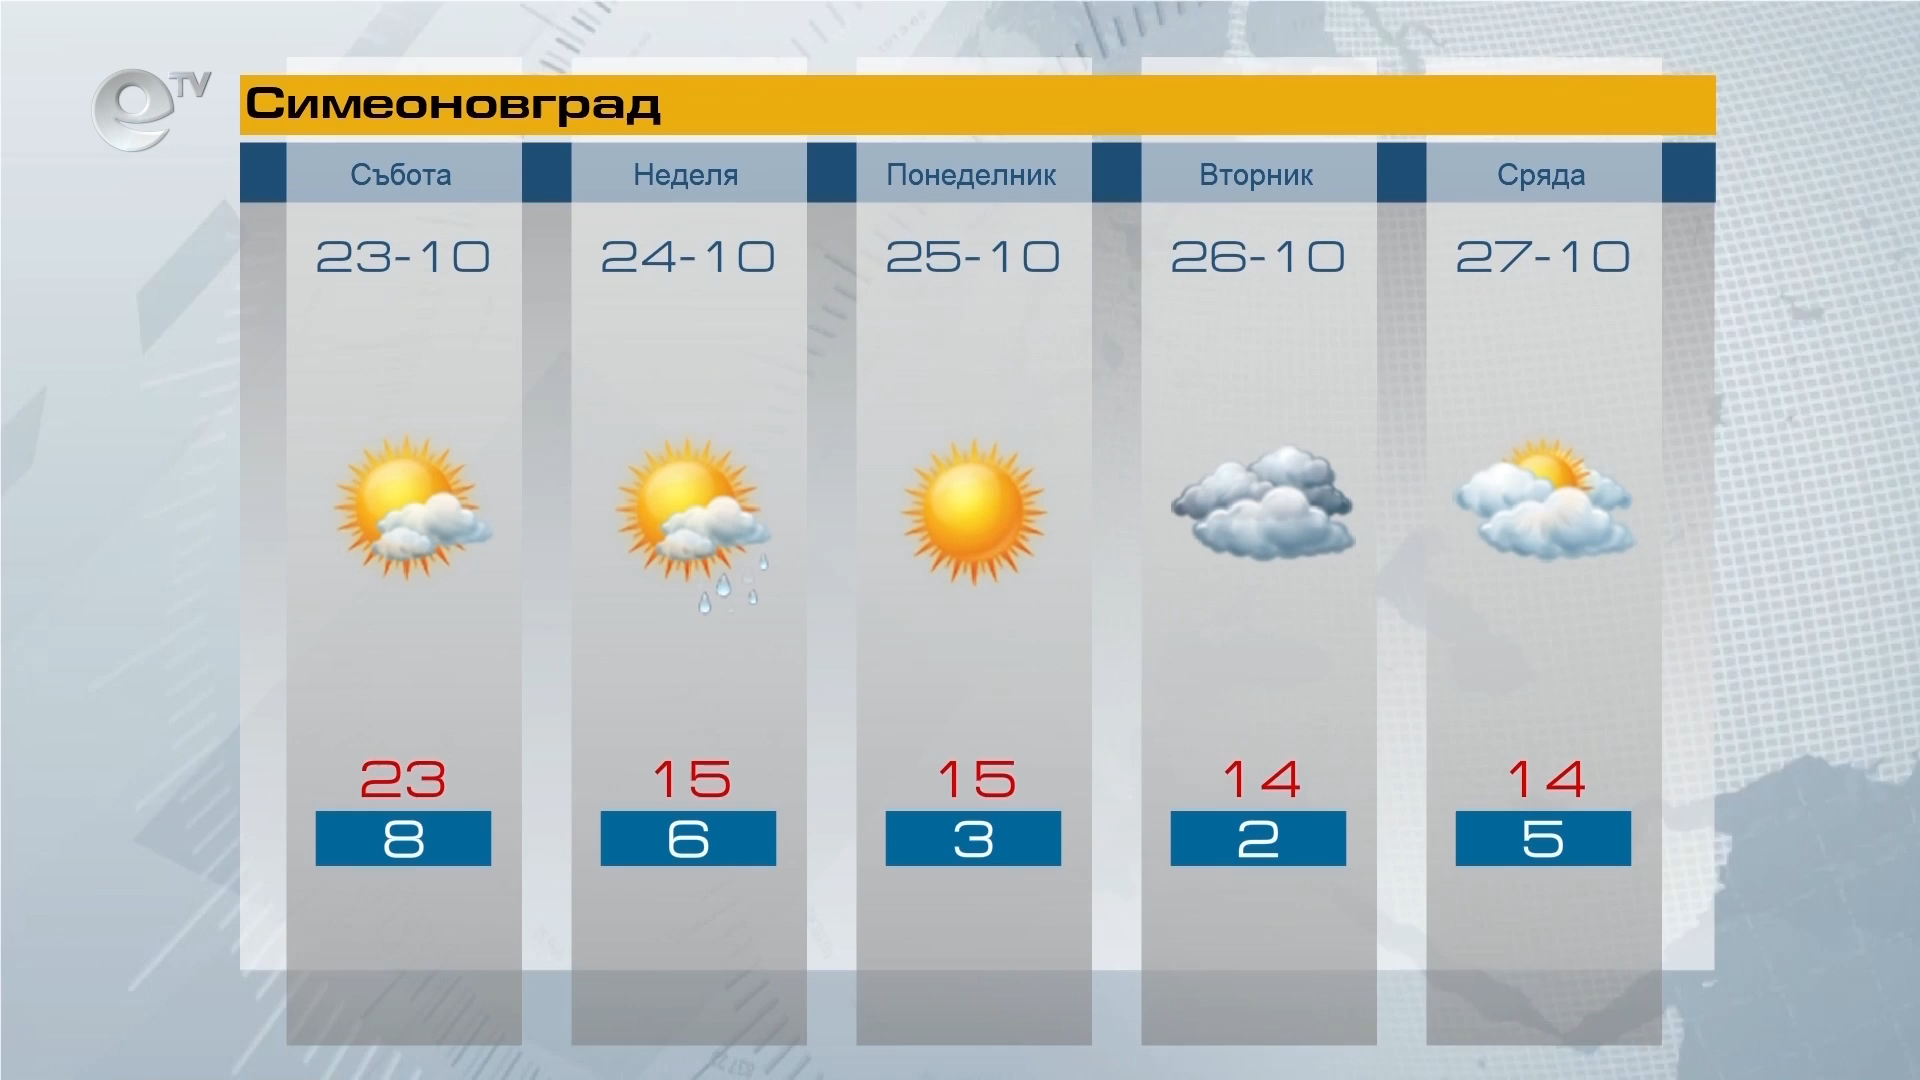 eTV
Симеоновград
Събота Неделя Понеделник Вторник Сряда
23-10 24-10 25-10 26-10 27-10
23 15 15 14 14
8 6 3 2 5